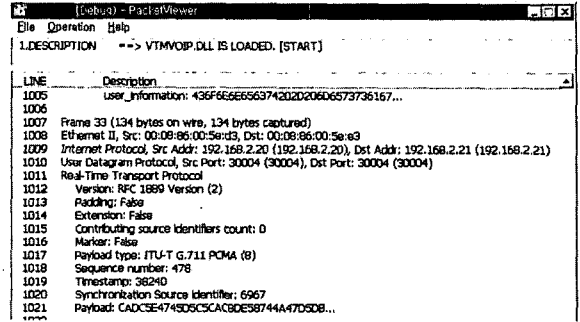 (Debug) - PacketViewer
File Operation Help
1.DESCRIPTION --> VTMVOIP.DLL IS LOADED. [START]
LINE Description
1005 user_information: 436F6E6E656374202D206D6573736167...
1006
1007 Frame 33 (134 bytes on wire, 134 bytes captured)
1008 Ethernet II, Src: 00:08:86:00:5e:d3, Dst: 00:08:86:00:5e:e3
1009 Internet Protocol, Src Addr: 192.168.2.20 (192.168.2.20), Dst Addr: 192.168.2.21 (192.168.2.21)
1010 User Datagram Protocol, Src Port: 30004 (30004), Dst Port: 30004 (30004)
1011 Real-Time Transport Protocol
1012 Version: RFC 1889 Version (2)
1013 Padding: False
1014 Extension: False
1015 Contributing source identifiers count: 0
1016 Marker: False
1017 Payload type: ITU-T G.711 PCMA (8)
1018 Sequence number: 478
1019 Timestamp: 38240
1020 Synchronization Source identifier: 6967
1021 Payload: CADC5E4745D5C5CACBDE58744A47D5DB...